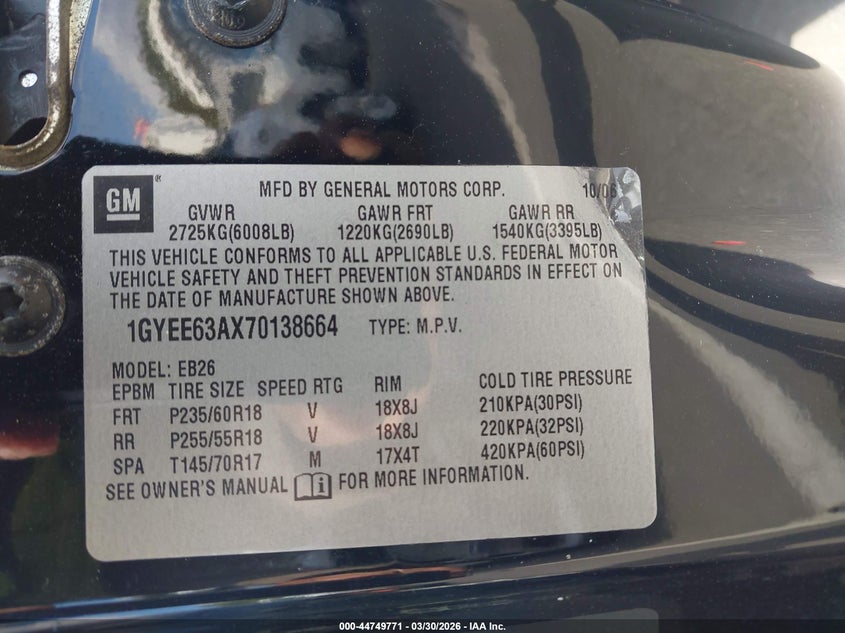 GM ® MFD BY GENERAL MOTORS CORP. 10/06
GVWR GAWR FRT GAWR RR
2725KG(6008LB) 1220KG(2690LB) 1540KG(3395LB)
THIS VEHICLE CONFORMS TO ALL APPLICABLE U.S. FEDERAL MOTOR
VEHICLE SAFETY AND THEFT PREVENTION STANDARDS IN EFFECT ON
THE DATE OF MANUFACTURE SHOWN ABOVE.
1GYEE63AX70138664 TYPE: M.P.V.
MODEL: EB26
EPBM TIRE SIZE SPEED RTG RIM COLD TIRE PRESSURE
FRT P235/60R18 V 18X8J 210KPA(30PSI)
RR P255/55R18 V 18X8J 220KPA(32PSI)
SPA T145/70R17 M 17X4T 420KPA(60PSI)
SEE OWNER'S MANUAL FOR MORE INFORMATION.
000-44749771 — 03/30/2026 — IAA Inc.